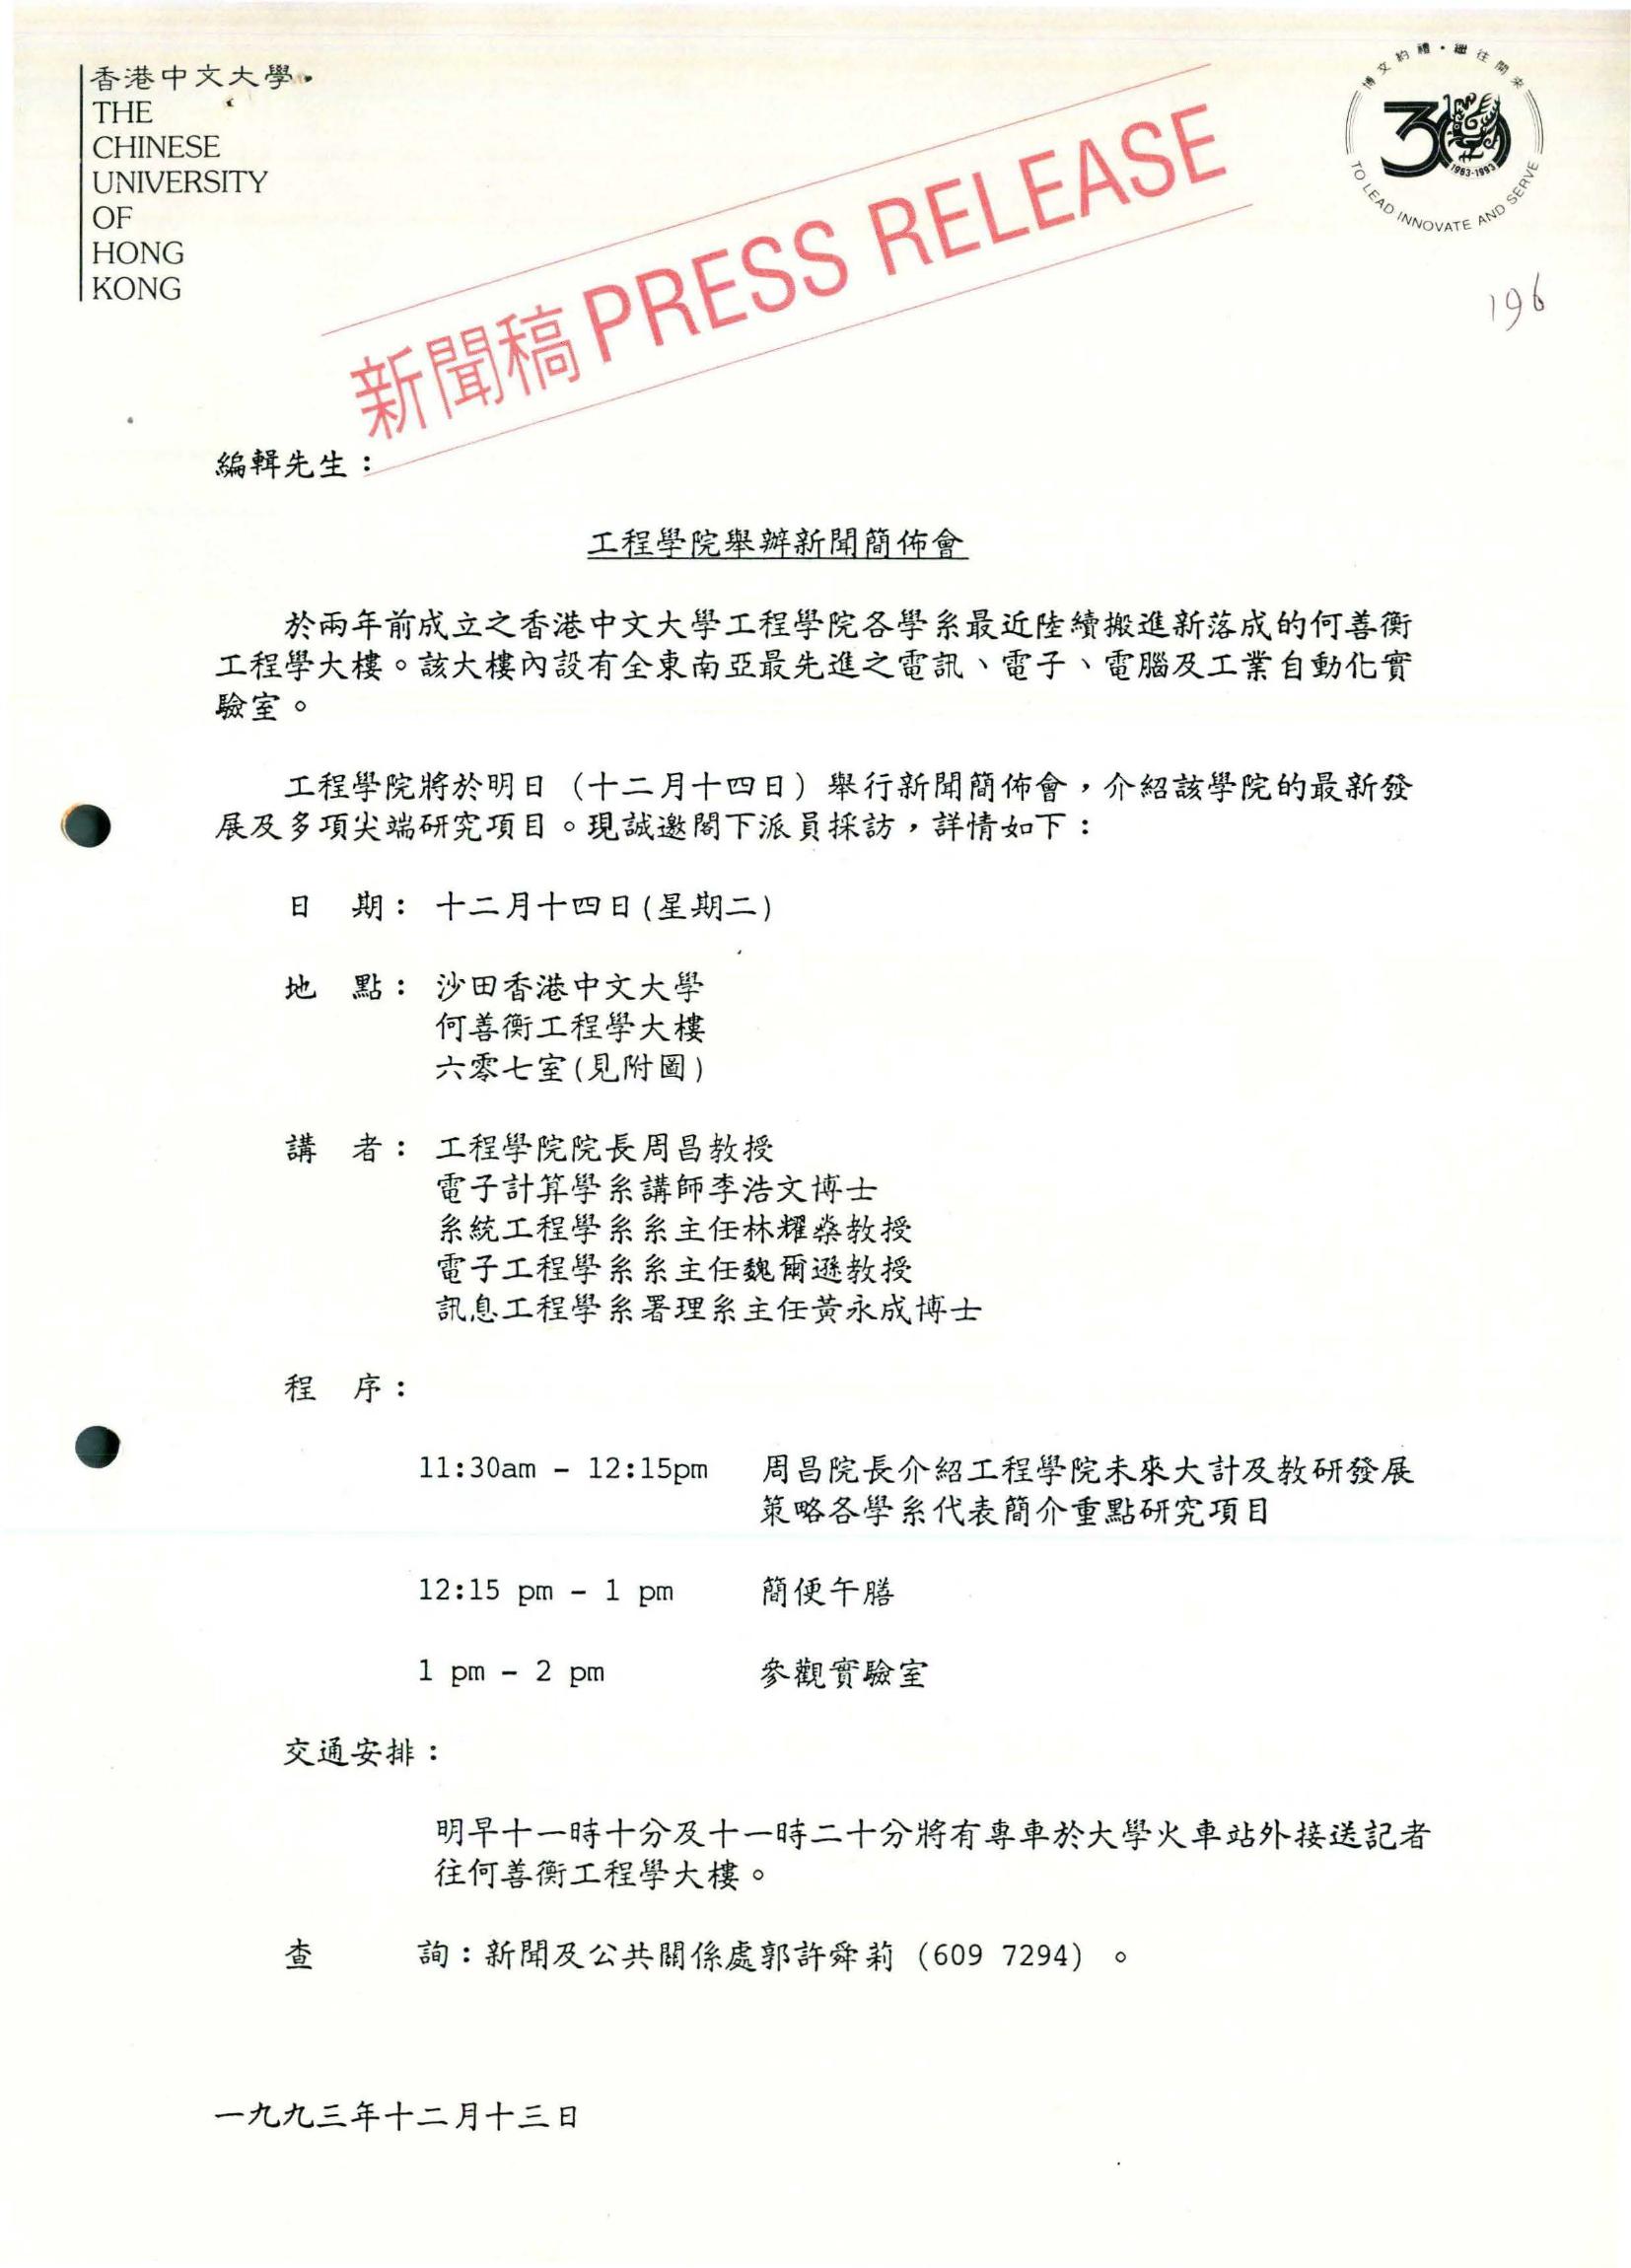 香港中文大學
THE
CHINESE
UNIVERSITY
OF
HONG
KONG
博文約禮・繼往開來
30
1963-1993
TO LEAD INNOVATE AND SERVE
新聞稿 PRESS RELEASE
196
編輯先生：
工程學院舉辦新聞簡佈會
於兩年前成立之香港中文大學工程學院各學系最近陸續搬進新落成的何善衡
工程學大樓。該大樓內設有全東南亞最先進之電訊、電子、電腦及工業自動化實
驗室。
工程學院將於明日（十二月十四日）舉行新聞簡佈會，介紹該學院的最新發
展及多項尖端研究項目。現誠邀閣下派員採訪，詳情如下：
日　期： 十二月十四日(星期二)
地　點： 沙田香港中文大學
何善衡工程學大樓
六零七室(見附圖)
講　者： 工程學院院長周昌教授
電子計算學系講師李浩文博士
系統工程學系系主任林耀燊教授
電子工程學系系主任魏爾遜教授
訊息工程學系署理系主任黃永成博士
程　序：
11:30am - 12:15pm 周昌院長介紹工程學院未來大計及教研發展
策略各學系代表簡介重點研究項目
12:15 pm - 1 pm 簡便午膳
1 pm - 2 pm 參觀實驗室
交通安排：
明早十一時十分及十一時二十分將有專車於大學火車站外接送記者
往何善衡工程學大樓。
查　　　詢：新聞及公共關係處郭許舜莉 (609 7294) 。
一九九三年十二月十三日